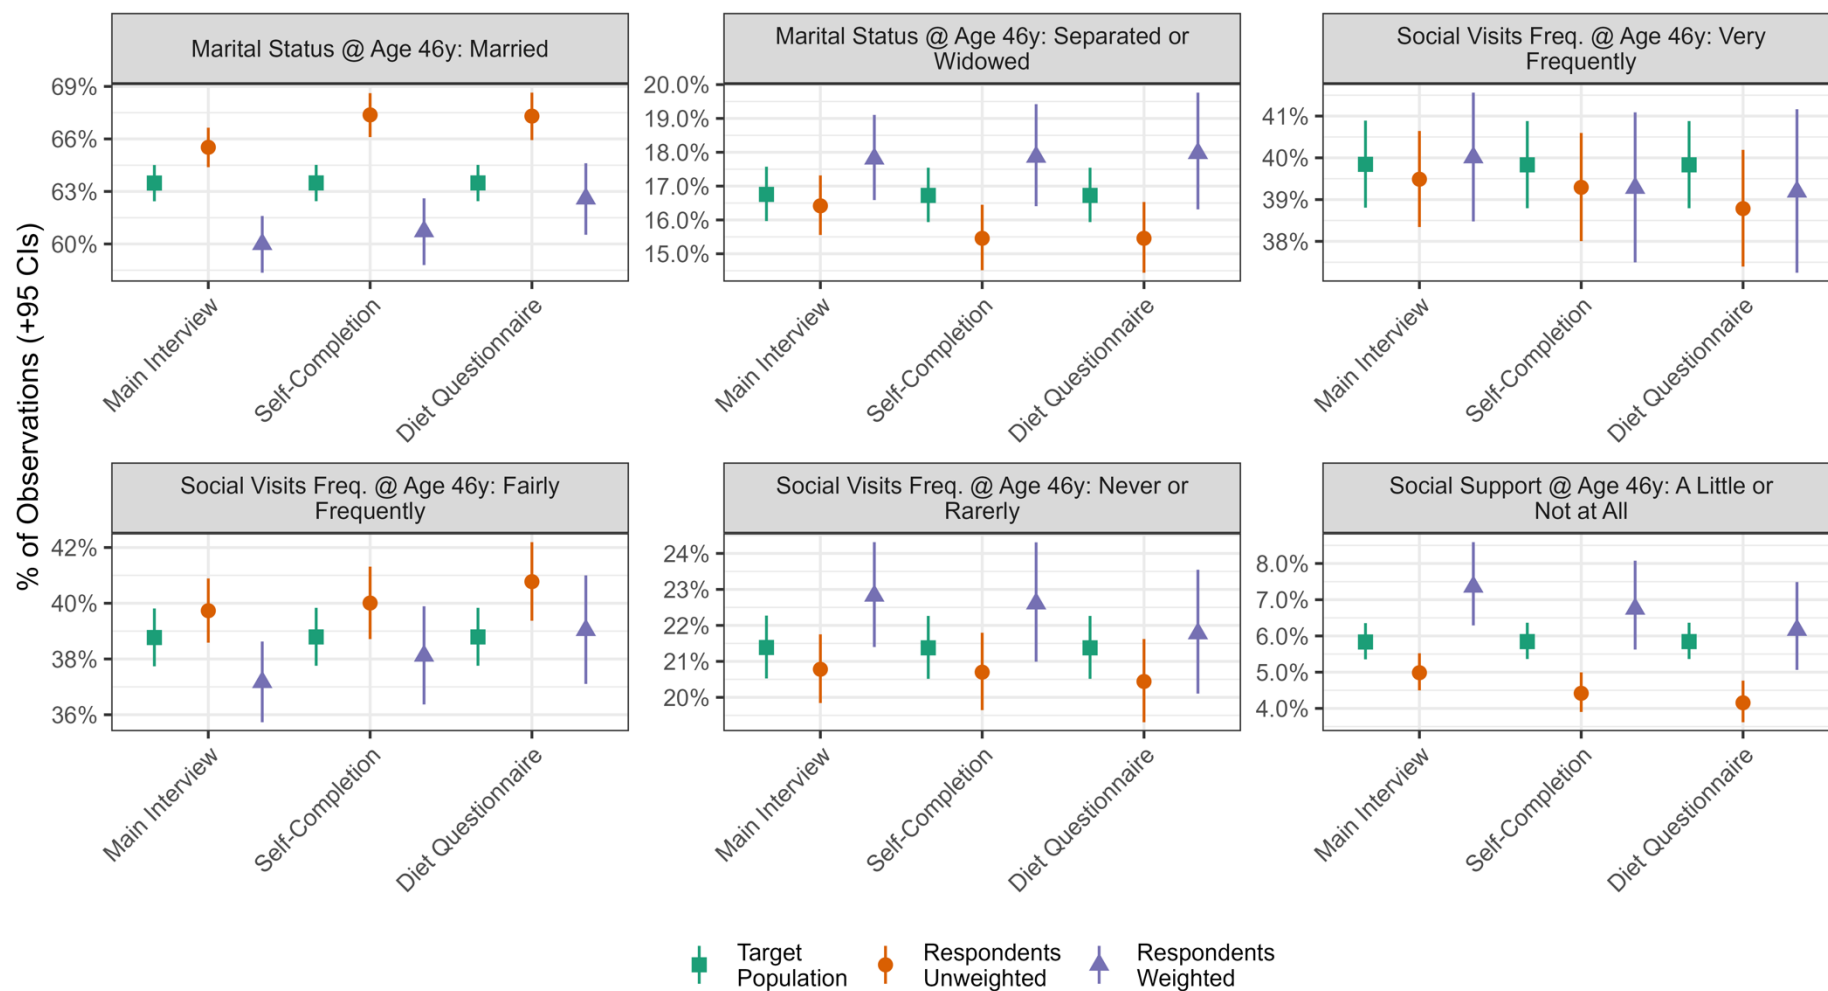 Marital Status @ Age 46y: Married
69%
66%
63%
60%
Main Interview
Self-Completion
Diet Questionnaire
Marital Status @ Age 46y: Separated or
Widowed
20.0%
19.0%
18.0%
17.0%
16.0%
15.0%
Main Interview
Self-Completion
Diet Questionnaire
Social Visits Freq. @ Age 46y: Very
Frequently
41%
40%
39%
38%
Main Interview
Self-Completion
Diet Questionnaire
% of Observations (+95 CIs)
Social Visits Freq. @ Age 46y: Fairly
Frequently
42%
40%
38%
36%
Main Interview
Self-Completion
Diet Questionnaire
Social Visits Freq. @ Age 46y: Never or
Rarerly
24%
23%
22%
21%
20%
Main Interview
Self-Completion
Diet Questionnaire
Social Support @ Age 46y: A Little or
Not at All
8.0%
7.0%
6.0%
5.0%
4.0%
Main Interview
Self-Completion
Diet Questionnaire
Target
Population
Respondents
Unweighted
Respondents
Weighted